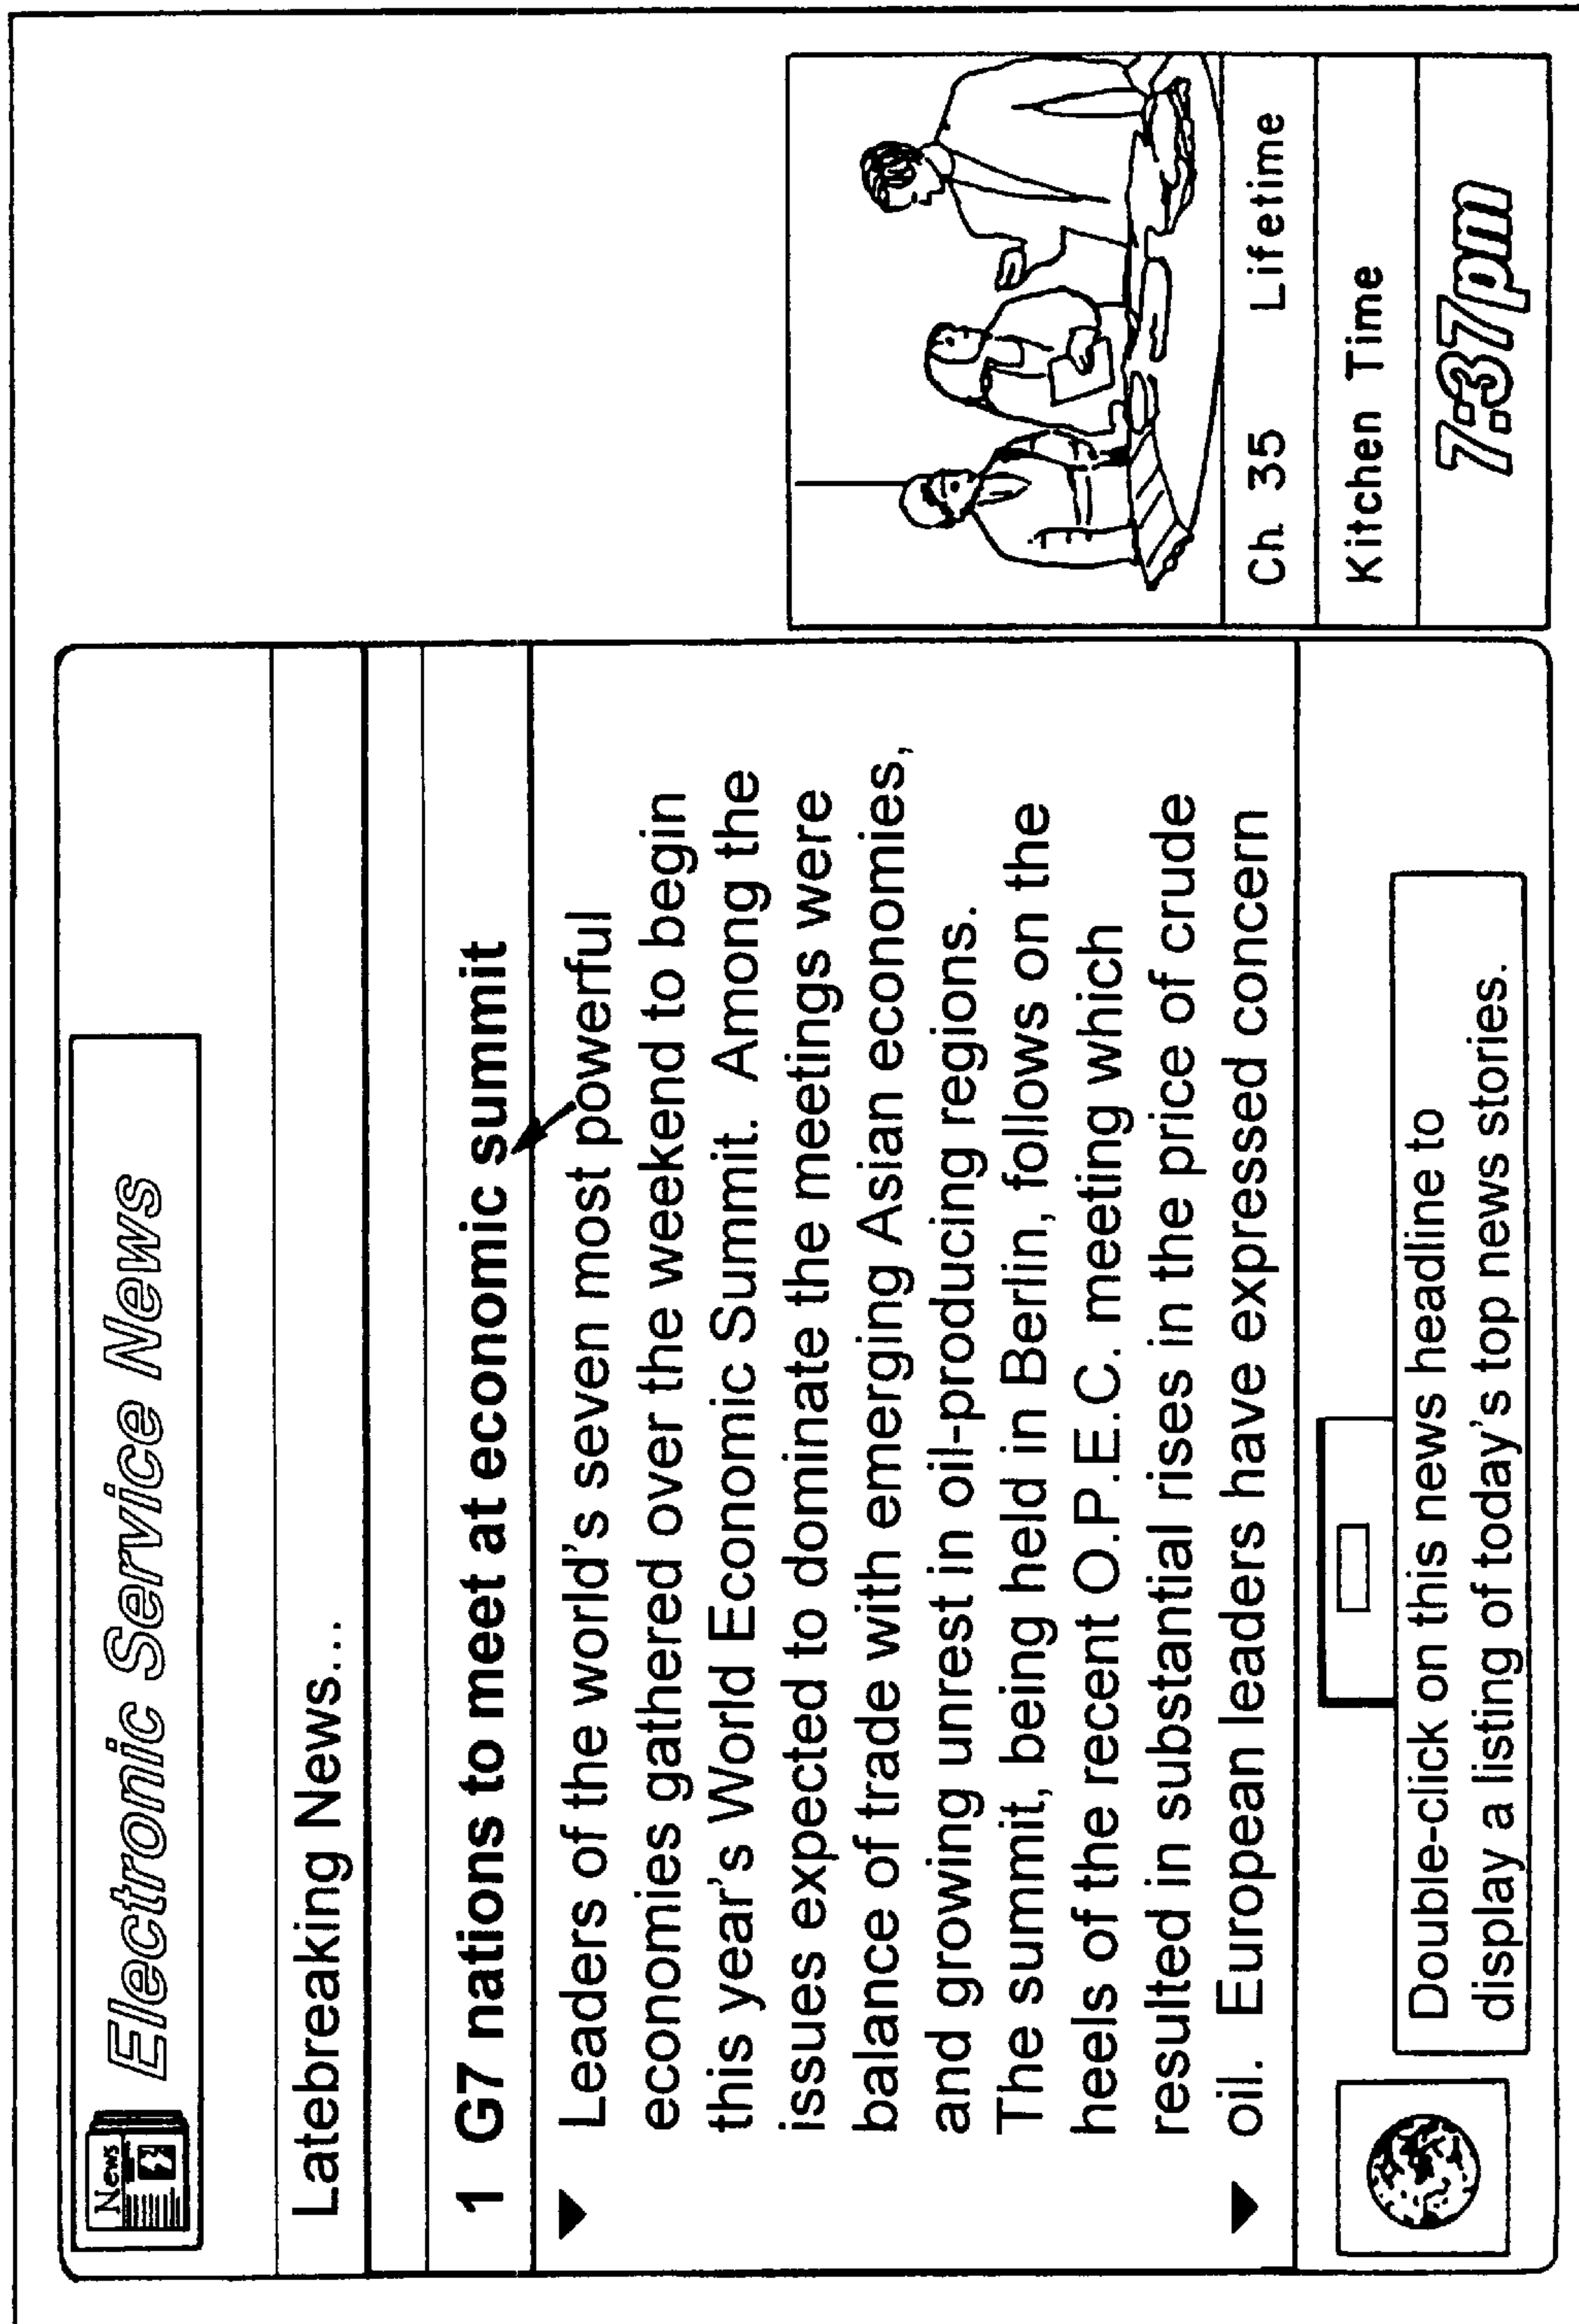 News
Electronic Service News
Latebreaking News...
1 G7 nations to meet at economic summit
Leaders of the world's seven most powerful
economies gathered over the weekend to begin
this year's World Economic Summit. Among the
issues expected to dominate the meetings were
balance of trade with emerging Asian economies,
and growing unrest in oil-producing regions.
The summit, being held in Berlin, follows on the
heels of the recent O.P.E.C. meeting which
resulted in substantial rises in the price of crude
oil. European leaders have expressed concern
Double-click on this news headline to
display a listing of today's top news stories.
Ch 35 Lifetime
Kitchen Time
7:37pm